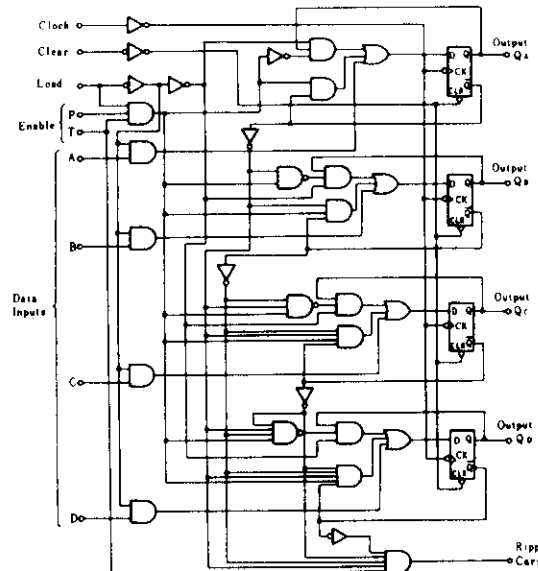 Clock
Clear
Load
Enable
P
T
A
B
Data
Inputs
C
D
Output
QA
D Q
CK
CLR Q
Output
QB
D Q
CK
CLR Q
Output
QC
D Q
CK
CLR Q
Output
QD
D Q
CK
CLR Q
Ripp
Carr